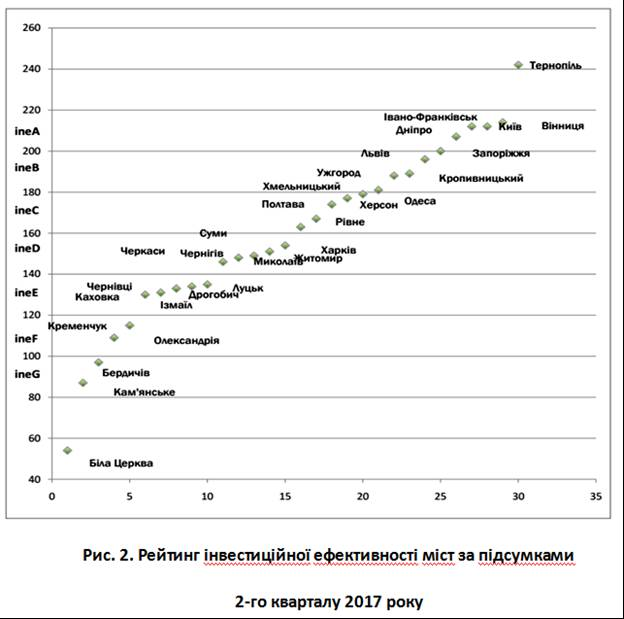 260
240
Тернопіль
220
Івано-Франківськ
ineA
Дніпро
Київ
Вінниця
200
Львів
Запоріжжя
ineB
Ужгород
Кропивницький
180
Хмельницький
Полтава
Херсон
Одеса
ineC
Рівне
160
Суми
ineD
Черкаси
Чернігів
Харків
Миколаїв
Житомир
140
Чернівці
Луцьк
ineE
Каховка
Дрогобич
Ізмаїл
120
Кременчук
ineF
Олександрія
100
ineG
Бердичів
80
Кам'янське
60
Біла Церква
40
0 5 10 15 20 25 30 35
Рис. 2. Рейтинг інвестиційної ефективності міст за підсумками
2-го кварталу 2017 року